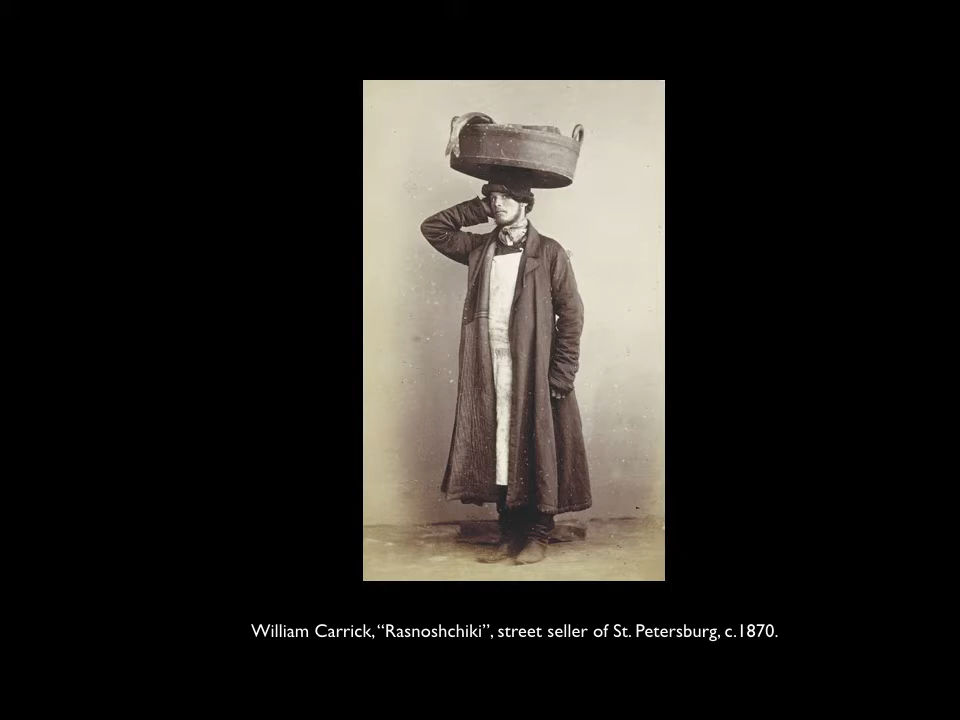 William Carrick, “Rasnoshchiki”, street seller of St. Petersburg, c.1870.